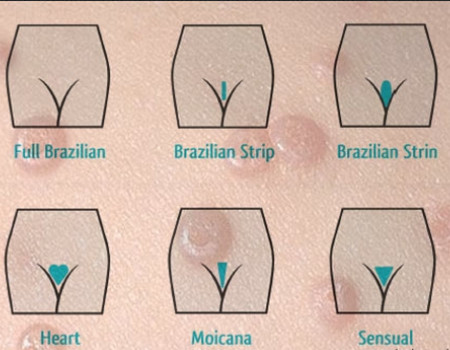 Full Brazilian
Brazilian Strip
Brazilian Strin
Heart
Moicana
Sensual